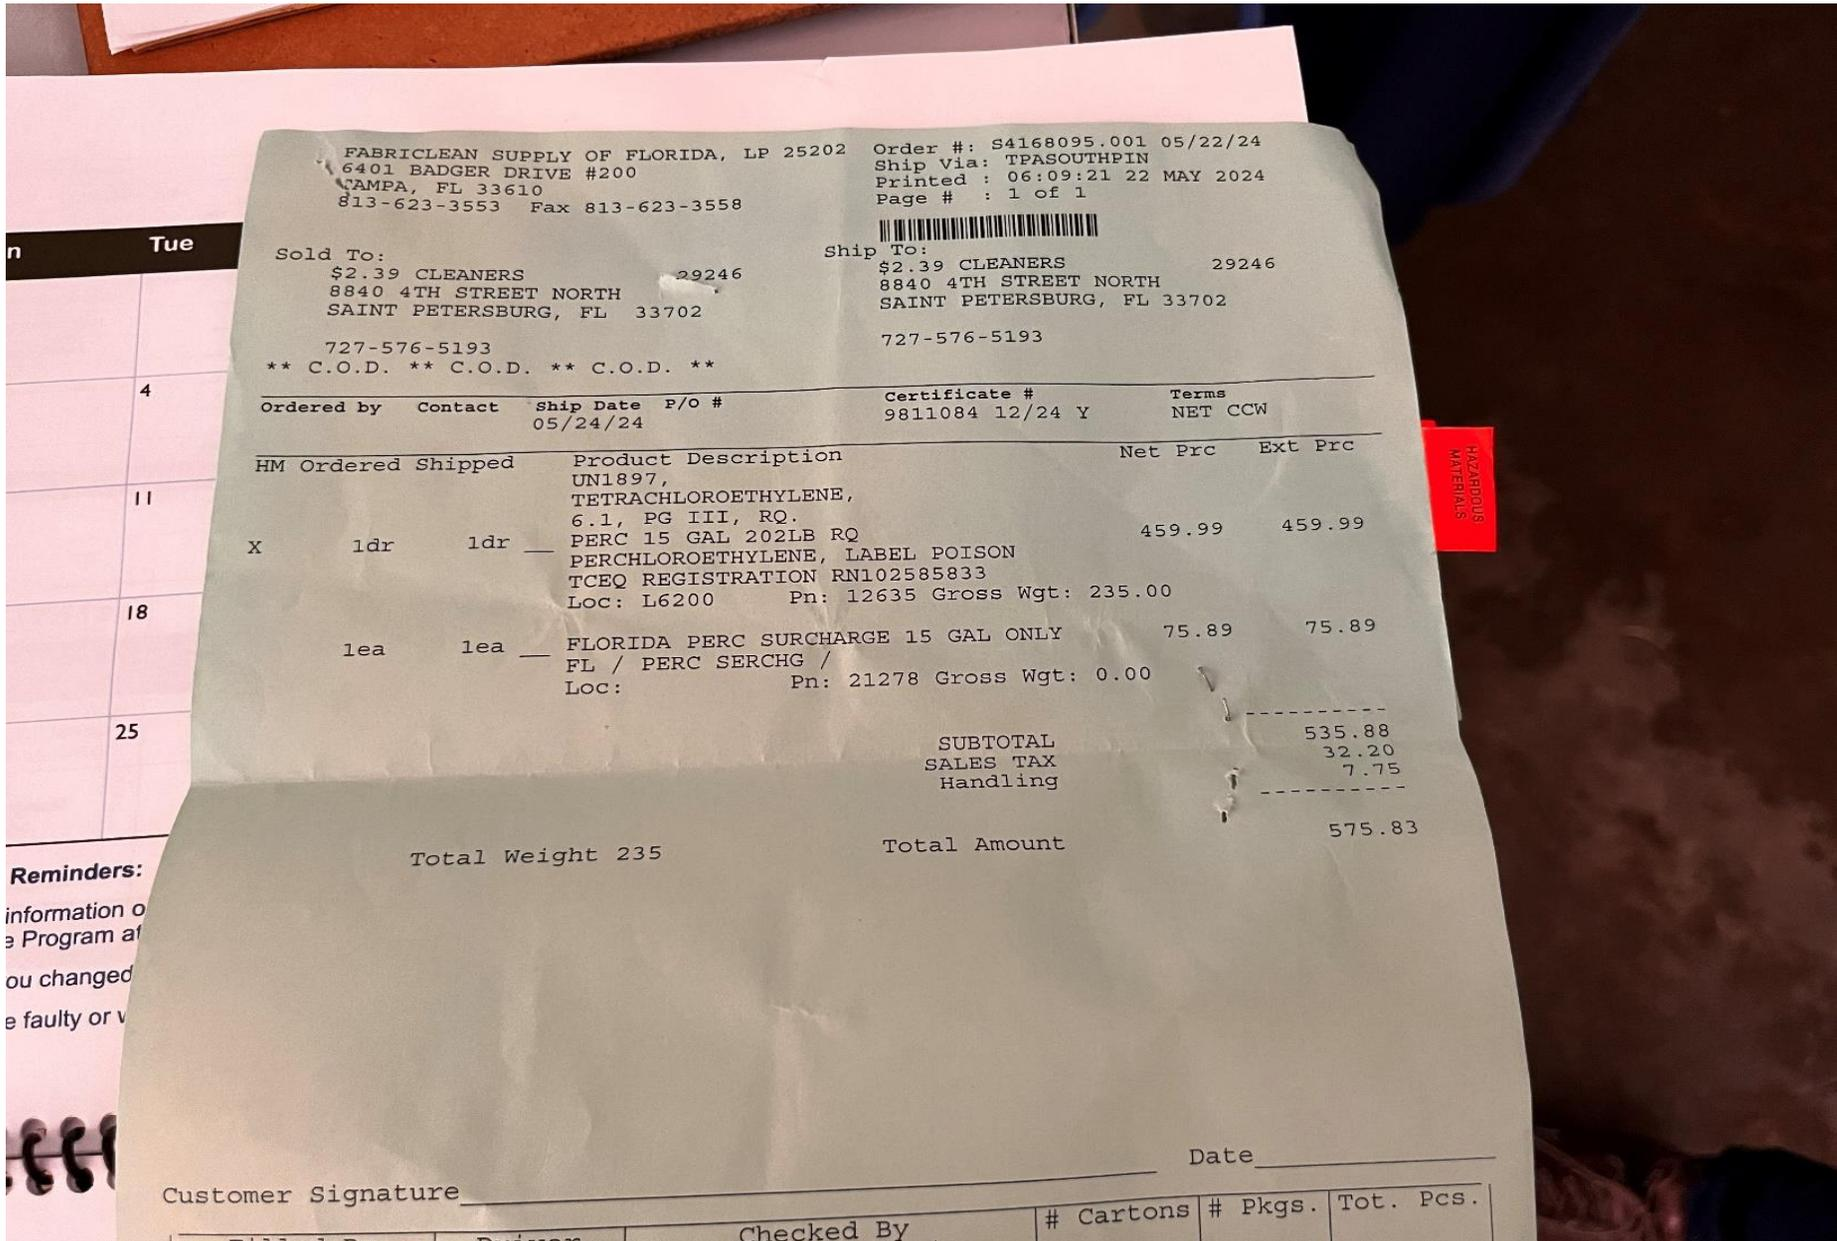 FABRICLEAN SUPPLY OF FLORIDA, LP 25202
6401 BADGER DRIVE #200
TAMPA, FL 33610
813-623-3553 Fax 813-623-3558
Order #: S4168095.001 05/22/24
Ship Via: TPASOUTHPIN
Printed : 06:09:21 22 MAY 2024
Page # : 1 of 1
Sold To:
$2.39 CLEANERS 29246
8840 4TH STREET NORTH
SAINT PETERSBURG, FL 33702
727-576-5193
** C.O.D. ** C.O.D. ** C.O.D. **
Ship To:
$2.39 CLEANERS 29246
8840 4TH STREET NORTH
SAINT PETERSBURG, FL 33702
727-576-5193
Ordered by Contact Ship Date P/O # Certificate # Terms
05/24/24 9811084 12/24 Y NET CCW
HM Ordered Shipped Product Description Net Prc Ext Prc
UN1897,
TETRACHLOROETHYLENE,
6.1, PG III, RQ.
X 1dr 1dr __ PERC 15 GAL 202LB RQ 459.99 459.99
PERCHLOROETHYLENE, LABEL POISON
TCEQ REGISTRATION RN102585833
Loc: L6200 Pn: 12635 Gross Wgt: 235.00
1ea 1ea __ FLORIDA PERC SURCHARGE 15 GAL ONLY 75.89 75.89
FL / PERC SERCHG /
Loc: Pn: 21278 Gross Wgt: 0.00
SUBTOTAL 535.88
SALES TAX 32.20
Handling 7.75
Total Weight 235 Total Amount 575.83
Customer Signature Date
Checked By # Cartons # Pkgs. Tot. Pcs.
n Tue
4
11
18
25
Reminders:
information o
e Program at
ou changed
e faulty or
HAZARDOUS
MATERIALS